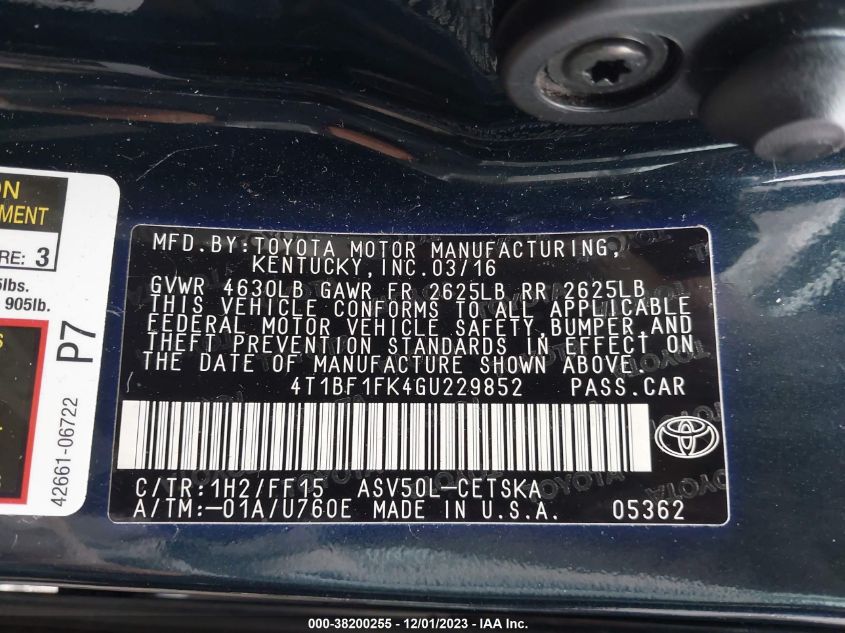 ON
MENT
RE: 3
5lbs.
905lb.
P7
42661-06722
MFD.BY:TOYOTA MOTOR MANUFACTURING,
KENTUCKY,INC.03/16
GVWR 4630LB GAWR FR 2625LB RR 2625LB
THIS VEHICLE CONFORMS TO ALL APPLICABLE
FEDERAL MOTOR VEHICLE SAFETY,BUMPER,AND
THEFT PREVENTION STANDARDS IN EFFECT ON
THE DATE OF MANUFACTURE SHOWN ABOVE.
4T1BF1FK4GU229852 PASS.CAR
C/TR:1H2/FF15 ASV50L-CETSKA
A/TM:-01A/U760E MADE IN U.S.A. 05362
000-38200255 - 12/01/2023 - IAA Inc.